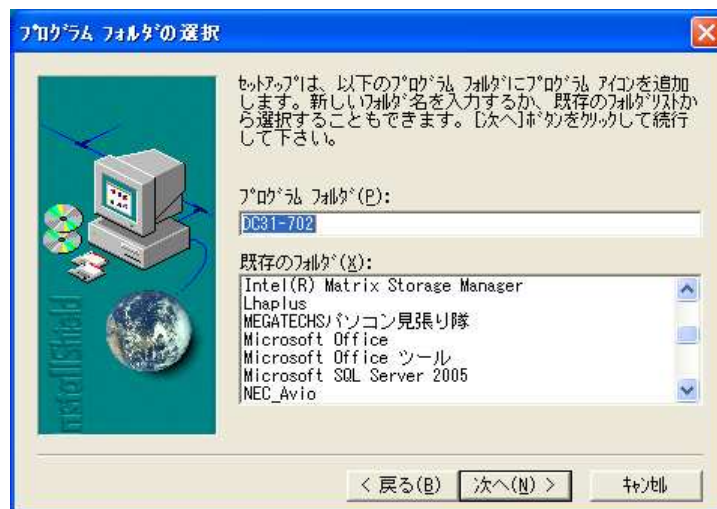 ﾌﾟﾛｸﾞﾗﾑ ﾌｫﾙﾀﾞの選択
ｾｯﾄｱｯﾌﾟは、以下のﾌﾟﾛｸﾞﾗﾑ ﾌｫﾙﾀﾞにﾌﾟﾛｸﾞﾗﾑ ｱｲｺﾝを追加
します。新しいﾌｫﾙﾀﾞ名を入力するか、既存のﾌｫﾙﾀﾞﾘｽﾄか
ら選択することもできます。[次へ]ﾎﾞﾀﾝをｸﾘｯｸして続行
して下さい。
ﾌﾟﾛｸﾞﾗﾑ ﾌｫﾙﾀﾞ(P):
DC31-702
既存のﾌｫﾙﾀﾞ(X):
Intel(R) Matrix Storage Manager
Lhaplus
MEGATECHSパソコン見張り隊
Microsoft Office
Microsoft Office ツール
Microsoft SQL Server 2005
NEC_Avio
InstallShield
< 戻る(B)
次へ(N) >
ｷｬﾝｾﾙ